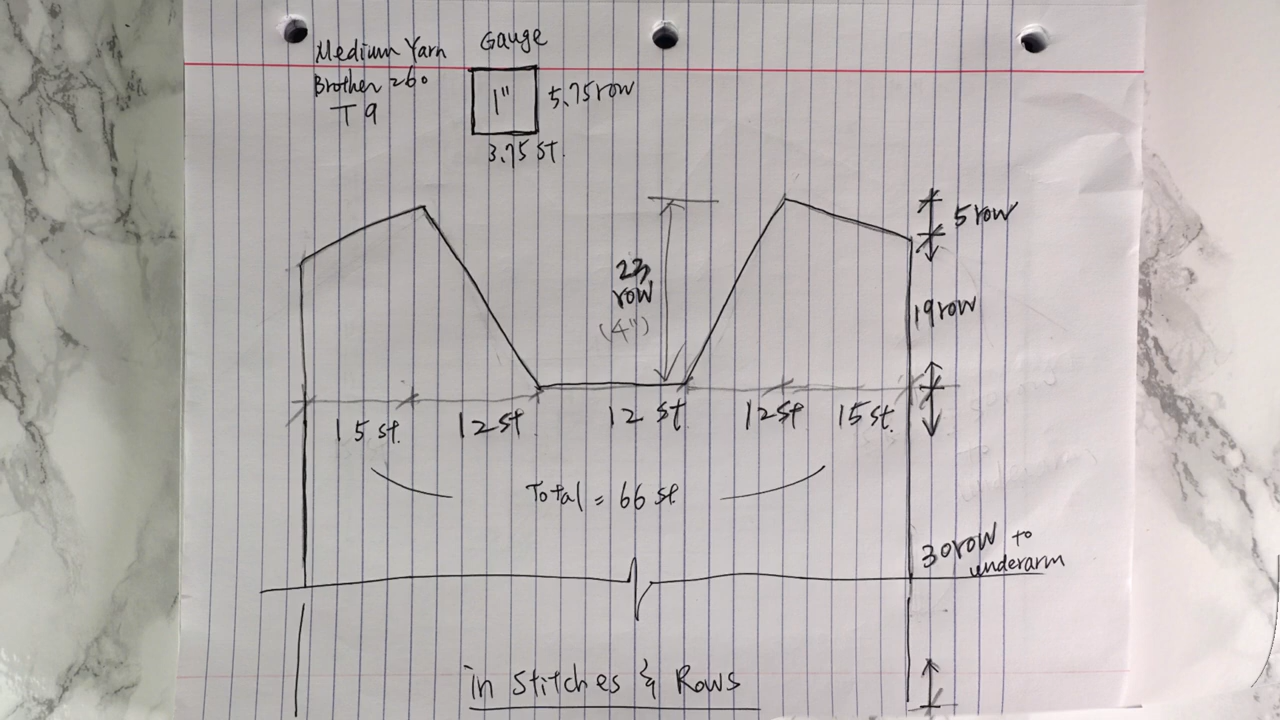 Medium Yarn
Brother 260
T 9
Gauge
1"
5.75 row
3.75 st.
5 row
23
row
(4")
19 row
15 st.
12 st.
12 st
12 st
15 st.
Total = 66 st
30 row to
underarm
in Stitches & Rows